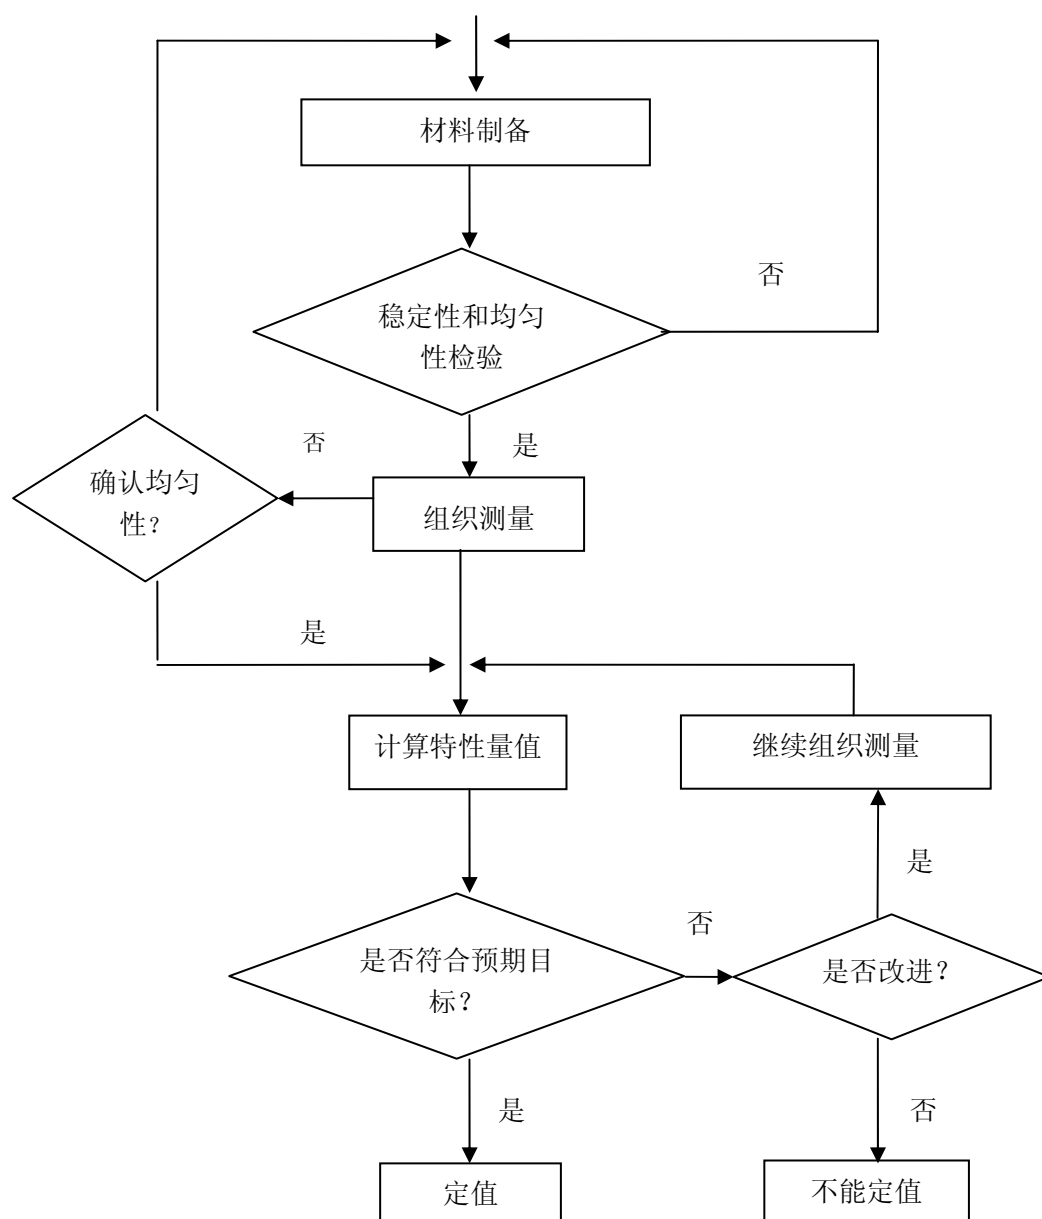 材料制备
否
稳定性和均匀
性检验
否
是
确认均匀
性?
组织测量
是
计算特性量值
继续组织测量
是
否
是否符合预期目
标?
是否改进?
是
否
定值
不能定值